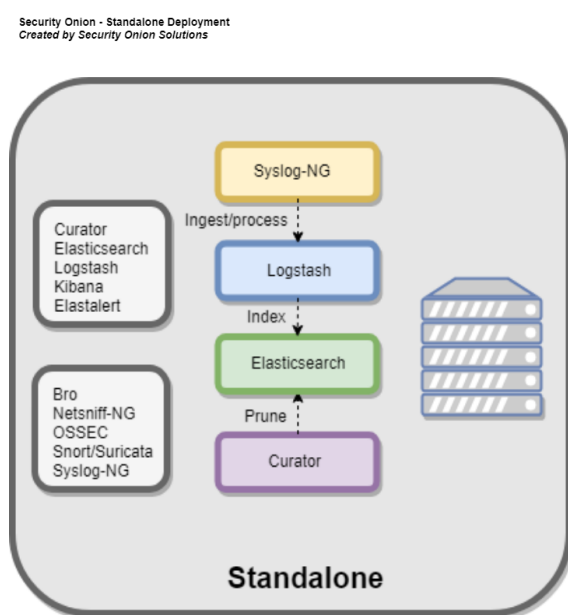 Security Onion - Standalone Deployment
Created by Security Onion Solutions
Syslog-NG
Ingest/process
Logstash
Index
Elasticsearch
Prune
Curator
Curator
Elasticsearch
Logstash
Kibana
Elastalert
Bro
Netsniff-NG
OSSEC
Snort/Suricata
Syslog-NG
Standalone